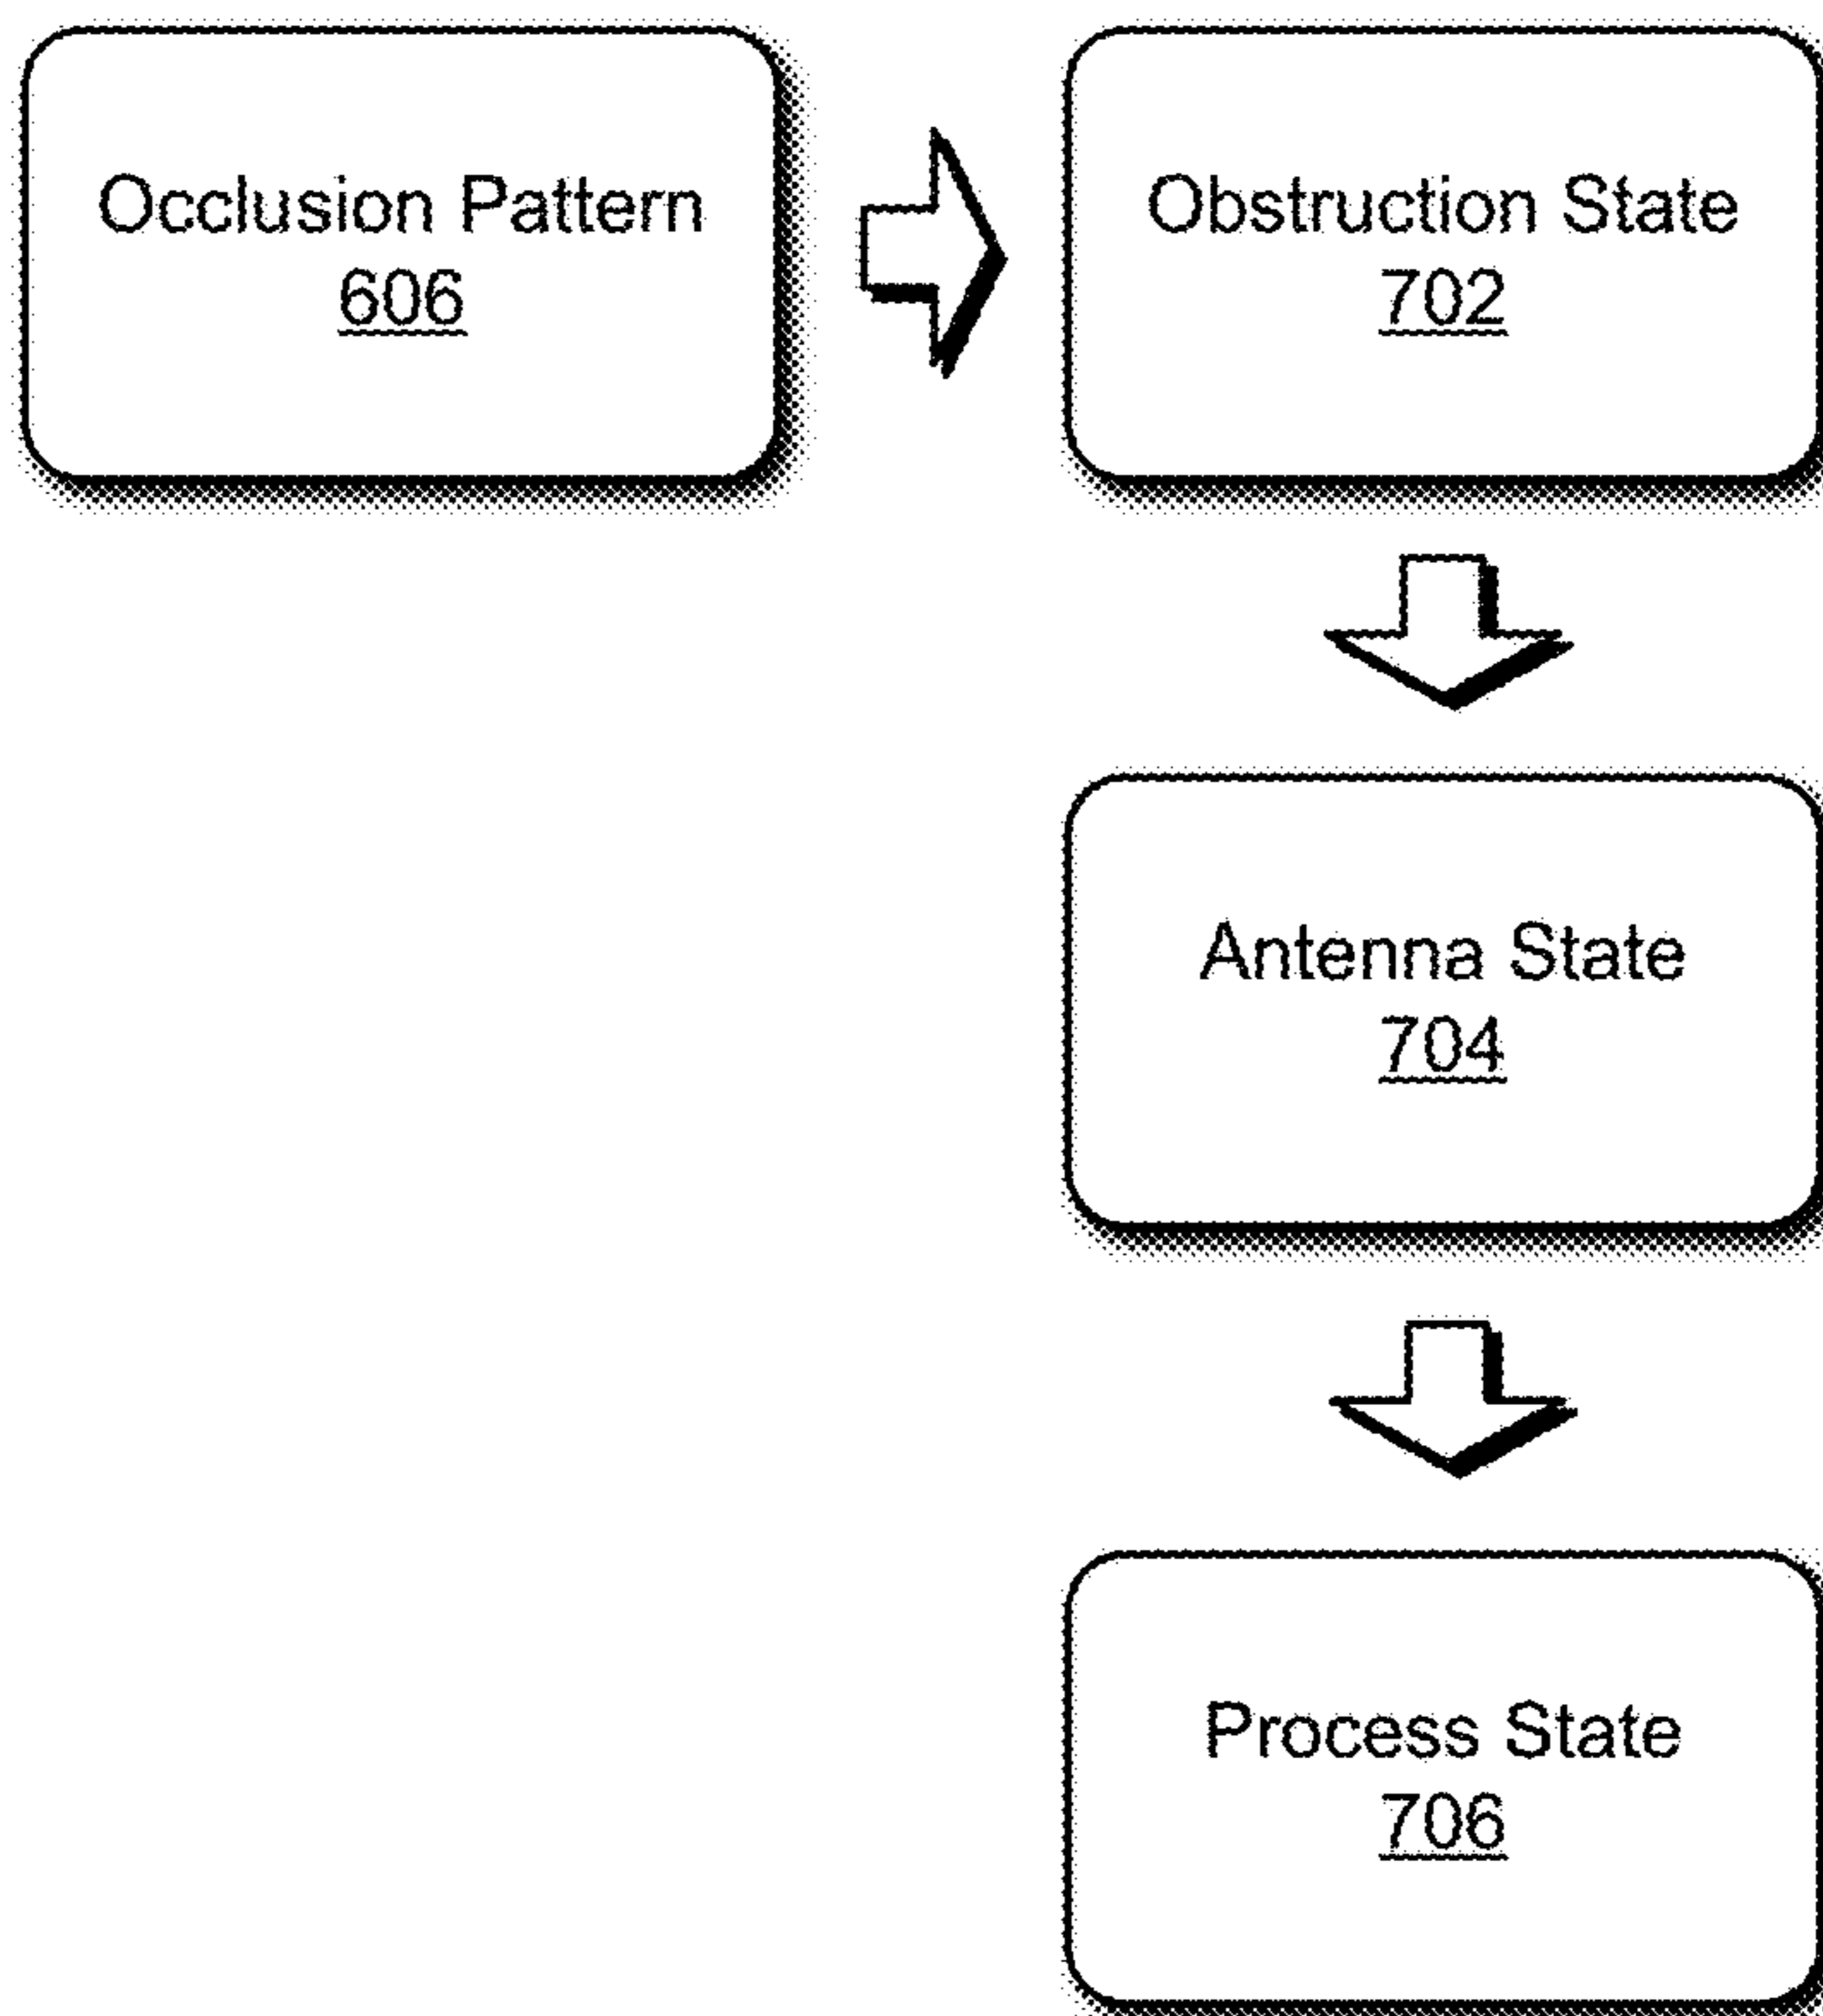 Occlusion Pattern
606
Obstruction State
702
Antenna State
704
Process State
706